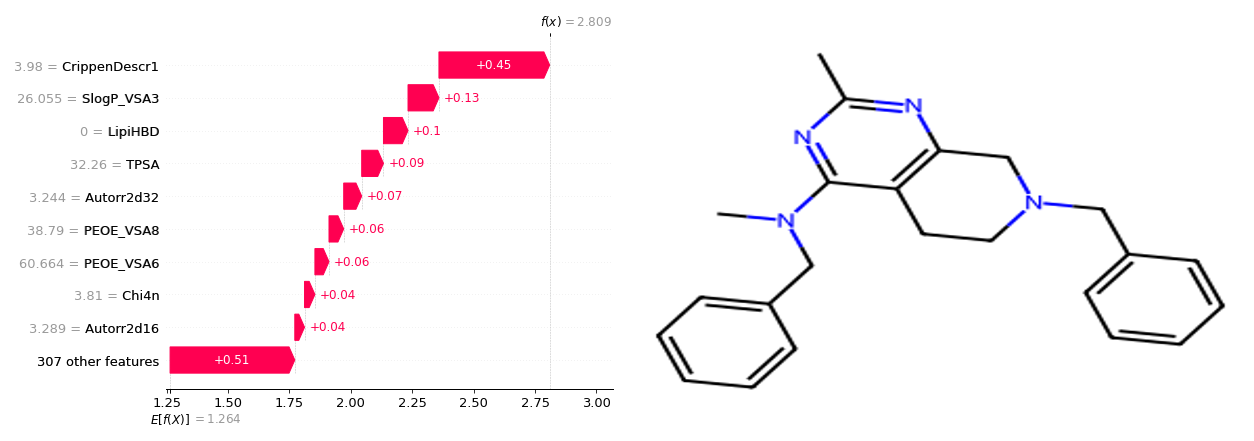 f(x) = 2.809
3.98 = CrippenDescr1
+0.45
26.055 = SlogP_VSA3
+0.13
0 = LipiHBD
+0.1
32.26 = TPSA
+0.09
3.244 = Autorr2d32
+0.07
38.79 = PEOE_VSA8
+0.06
60.664 = PEOE_VSA6
+0.06
3.81 = Chi4n
+0.04
3.289 = Autorr2d16
+0.04
307 other features
+0.51
1.25 1.50 1.75 2.00 2.25 2.50 2.75 3.00
E[f(X)] = 1.264
N
N
N
N